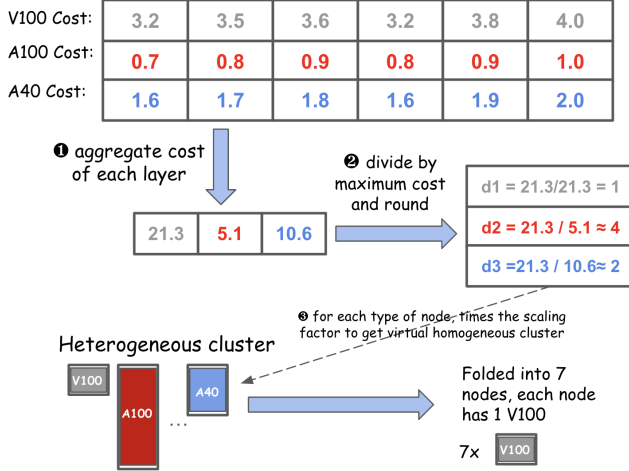 V100 Cost: 3.2 3.5 3.6 3.2 3.8 4.0
A100 Cost: 0.7 0.8 0.9 0.8 0.9 1.0
A40 Cost: 1.6 1.7 1.8 1.6 1.9 2.0
❶ aggregate cost
of each layer
❷ divide by
maximum cost
and round
21.3 5.1 10.6
d1 = 21.3/21.3 = 1
d2 = 21.3 / 5.1 ≈ 4
d3 =21.3 / 10.6≈ 2
❸ for each type of node, times the scaling
factor to get virtual homogeneous cluster
Heterogeneous cluster
V100
A100
...
A40
Folded into 7
nodes, each node
has 1 V100
7x V100